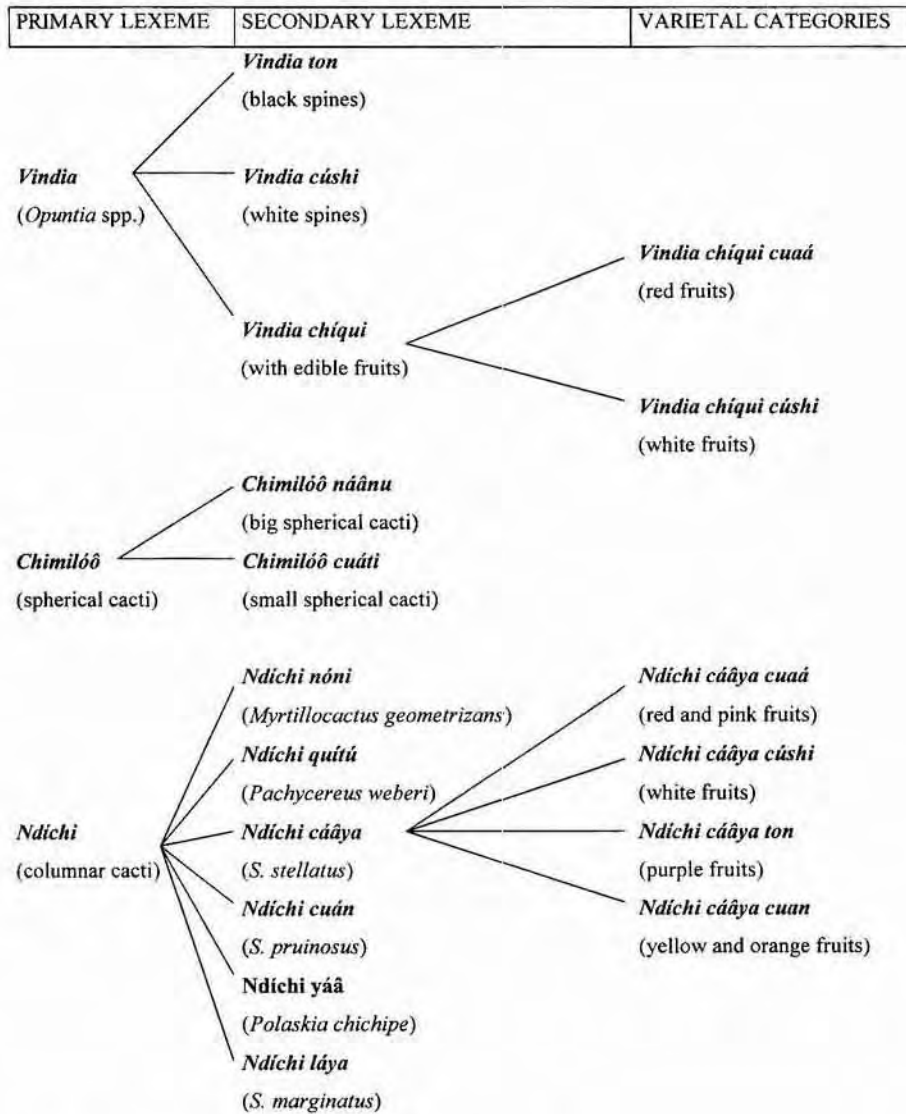 PRIMARY LEXEME SECONDARY LEXEME VARIETAL CATEGORIES
Vindia ton
(black spines)
Vindia cúshi
(white spines)
Vindia
(Opuntia spp.)
Vindia chíqui
(with edible fruits)
Vindia chíqui cuaá
(red fruits)
Vindia chíqui cúshi
(white fruits)
Chimilóô náânu
(big spherical cacti)
Chimilóô
(spherical cacti)
Chimilóô cuáti
(small spherical cacti)
Ndíchi nóni
(Myrtillocactus geometrizans)
Ndíchi quítú
(Pachycereus weberi)
Ndíchi
(columnar cacti)
Ndíchi cáâya
(S. stellatus)
Ndíchi cuán
(S. pruinosus)
Ndíchi yáâ
(Polaskia chichipe)
Ndíchi láya
(S. marginatus)
Ndíchi cáâya cuaá
(red and pink fruits)
Ndíchi cáâya cúshi
(white fruits)
Ndíchi cáâya ton
(purple fruits)
Ndíchi cáâya cuan
(yellow and orange fruits)